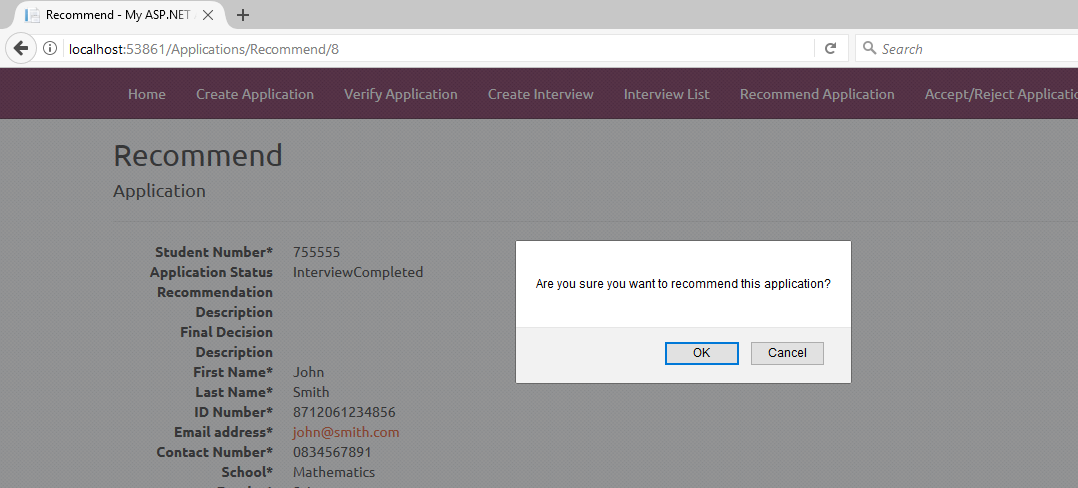 Recommend - My ASP.NET
localhost:53861/Applications/Recommend/8
Search
Home Create Application Verify Application Create Interview Interview List Recommend Application Accept/Reject
Recommend
Application
Student Number* 755555
Application Status InterviewCompleted
Recommendation
Description
Final Decision
Description
First Name* John
Last Name* Smith
ID Number* 8712061234856
Email address* john@smith.com
Contact Number* 0834567891
School* Mathematics
Are you sure you want to recommend this application?
OK Cancel